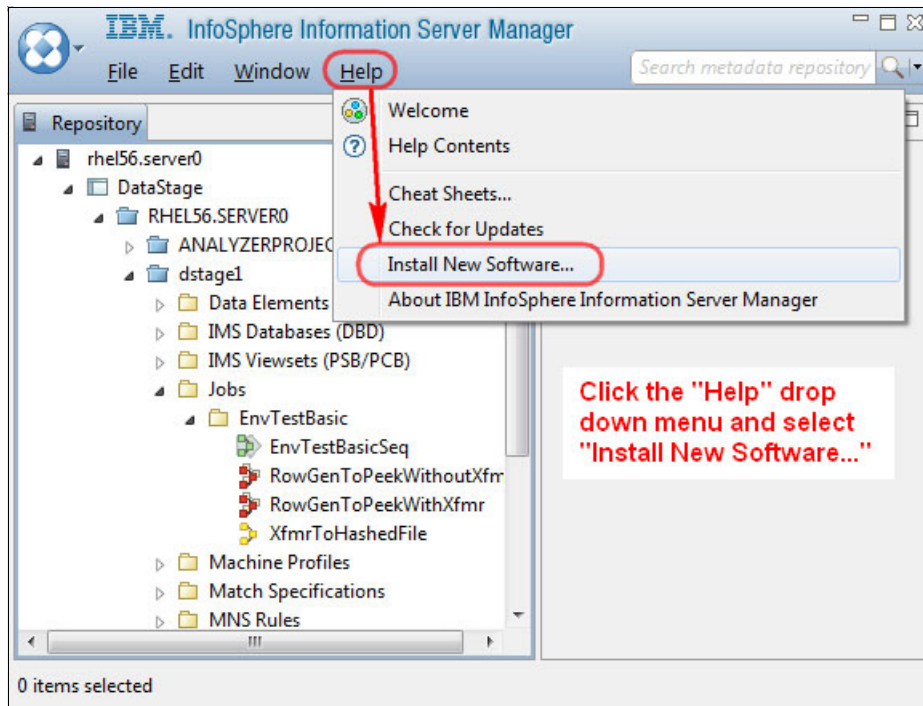 IBM. InfoSphere Information Server Manager
File Edit Window Help
Search metadata repository
Welcome
Help Contents
Cheat Sheets...
Check for Updates
Install New Software...
About IBM InfoSphere Information Server Manager
Repository
rhel56.server0
DataStage
RHEL56.SERVER0
ANALYZERPROJEC
dstage1
Data Elements
IMS Databases (DBD)
IMS Viewsets (PSB/PCB)
Jobs
EnvTestBasic
EnvTestBasicSeq
RowGenToPeekWithoutXfm
RowGenToPeekWithXfmr
XfmrToHashedFile
Machine Profiles
Match Specifications
MNS Rules
Click the "Help" drop
down menu and select
"Install New Software..."
0 items selected